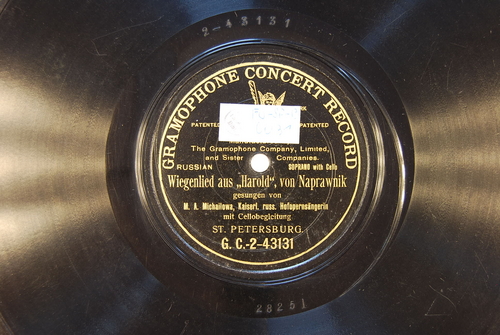 2-43131
GRAMOPHONE CONCERT RECORD
PATENTED
PATENTED
The Gramophone Company, Limited,
and Sister Companies.
RUSSIAN
SOPRANO with Cello
Wiegenlied aus „Harold", von Naprawnik
gesungen von
M. A. Michailowa, Kaiserl. russ. Hofopernsängerin
mit Cellobegleitung
ST. PETERSBURG.
G. C.-2-43131
28251